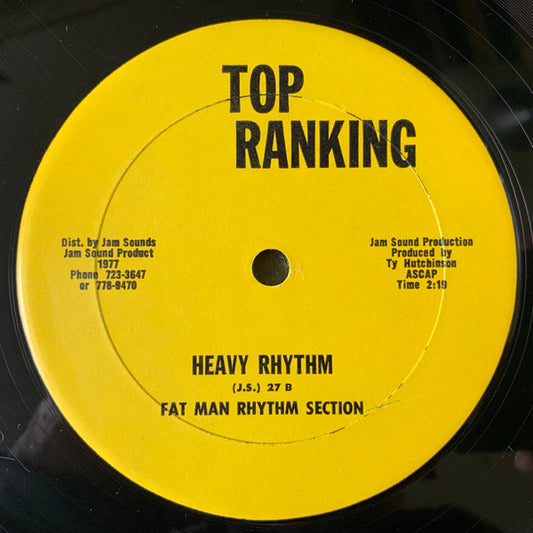 TOP
RANKING
Dist. by Jam Sounds
Jam Sound Product
1977
Phone 723-3647
or 778-9470
Jam Sound Production
Produced by
Ty Hutchinson
ASCAP
Time 2:19
HEAVY RHYTHM
(J.S.) 27 B
FAT MAN RHYTHM SECTION